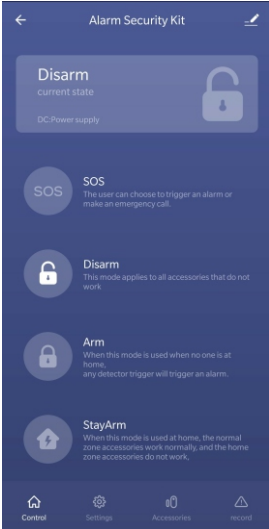 Alarm Security Kit
Disarm
current state
DC:Power supply
SOS
SOS
The user can choose to trigger an alarm or
make an emergency call.
Disarm
This mode applies to all accessories that do not
work
Arm
When this mode is used when no one is at
home,
any detector trigger will trigger an alarm.
StayArm
When this mode is used at home, the normal
zone accessories work normally, and the home
zone accessories do not work,
Control
Settings
Accessories
record